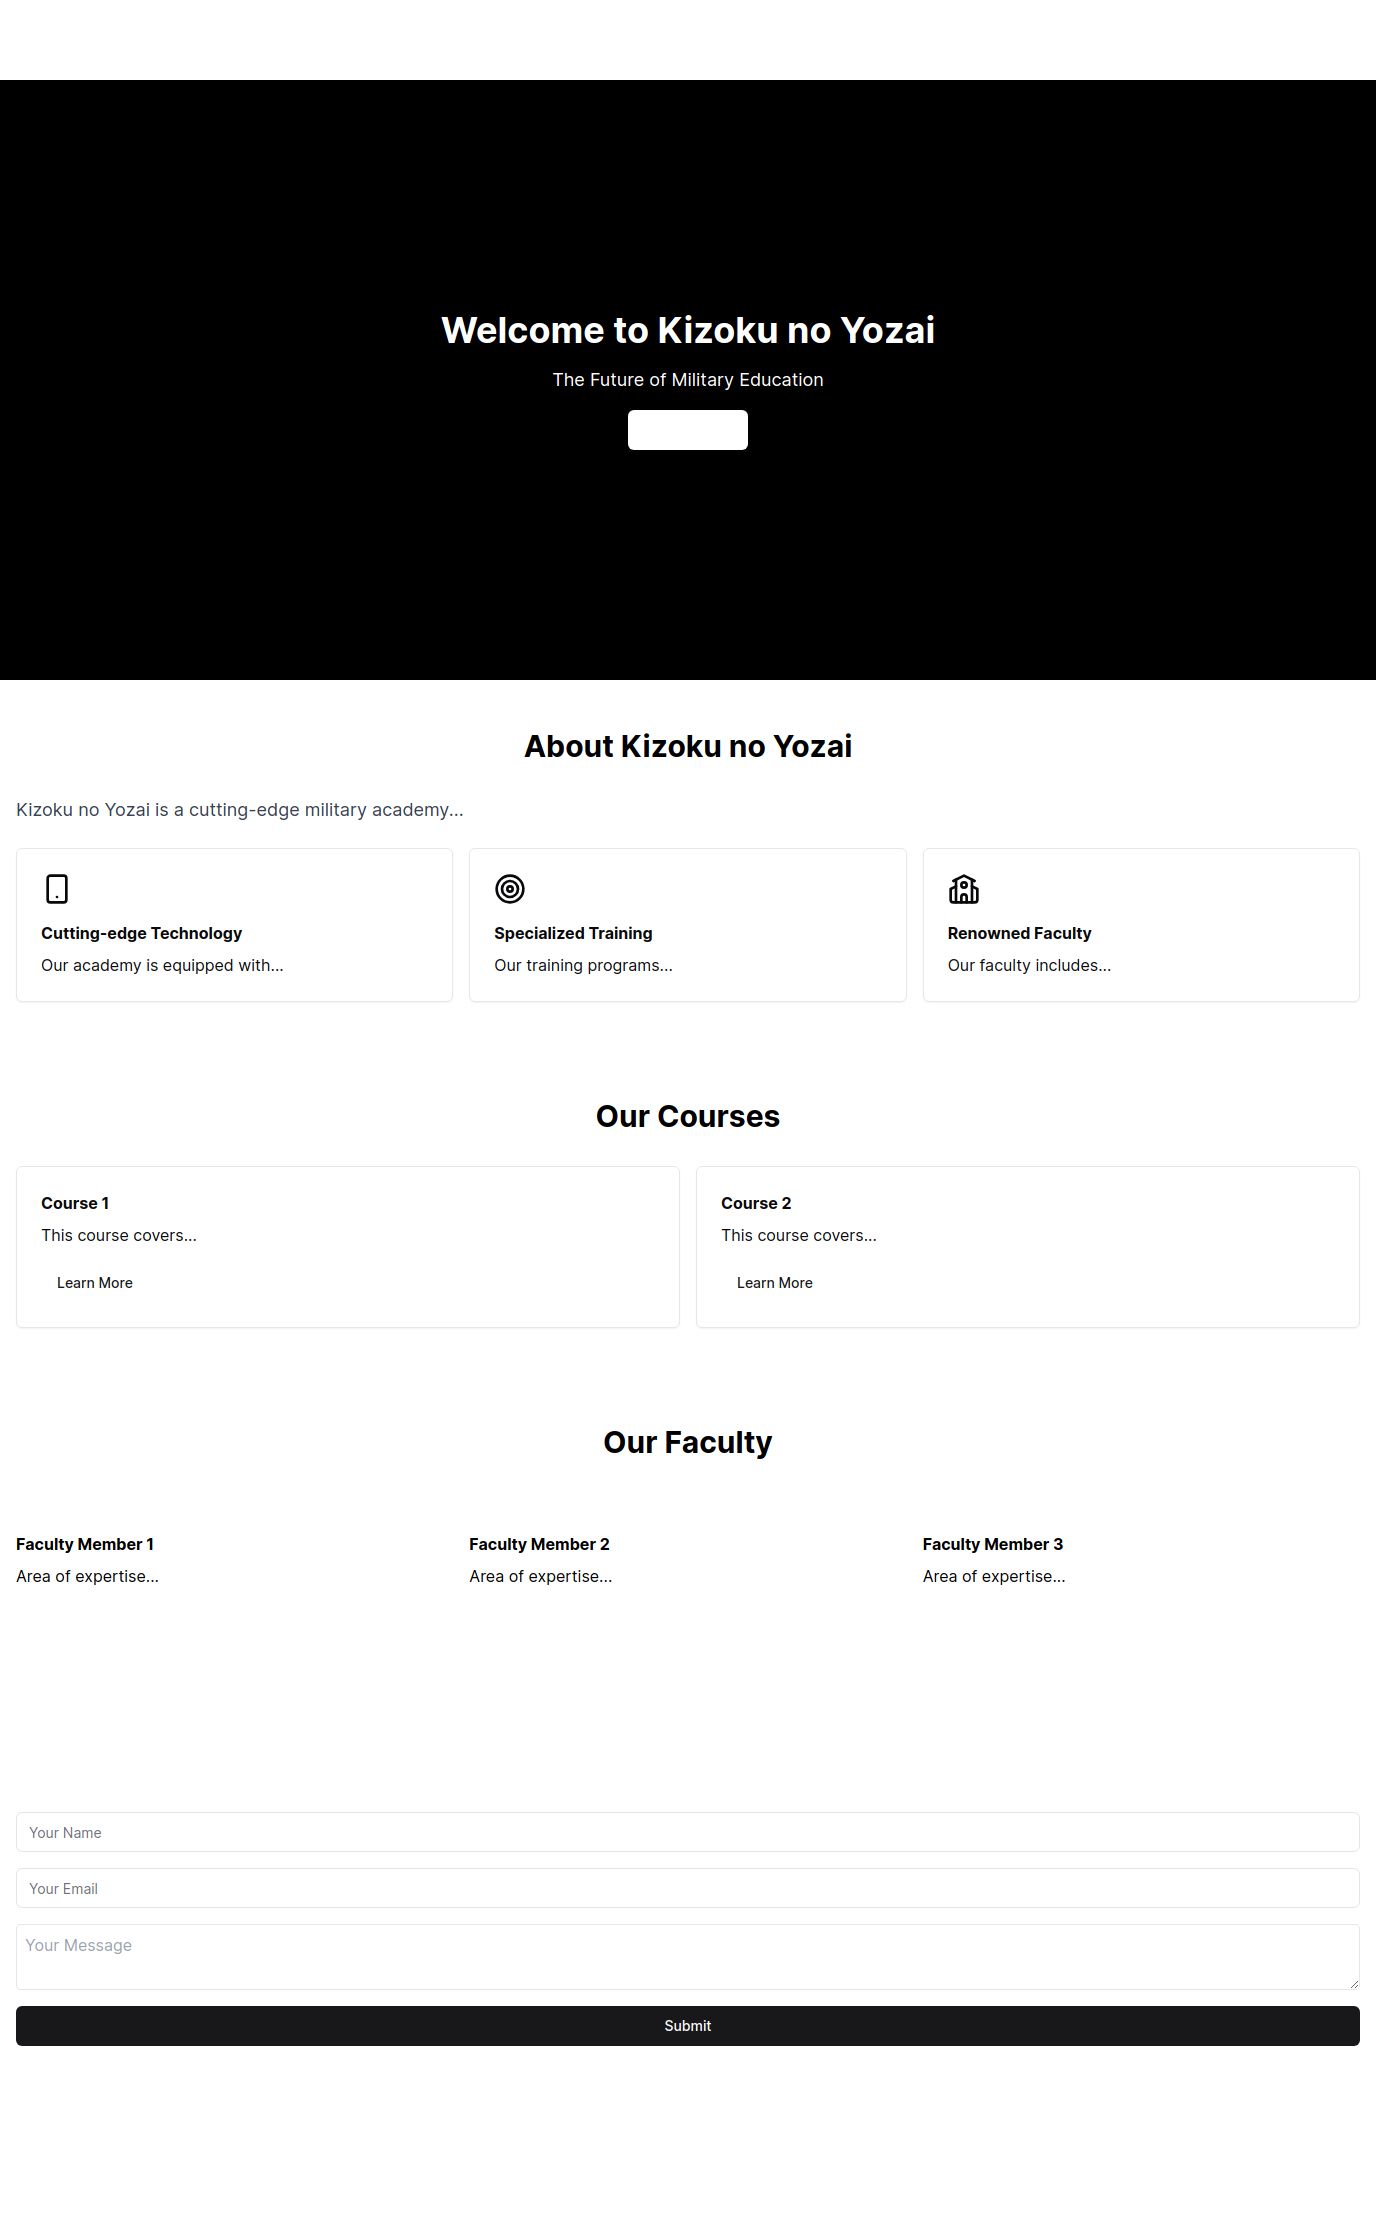 Welcome to Kizoku no Yozai
The Future of Military Education
About Kizoku no Yozai
Kizoku no Yozai is a cutting-edge military academy...
Cutting-edge Technology
Our academy is equipped with...
Specialized Training
Our training programs...
Renowned Faculty
Our faculty includes...
Our Courses
Course 1
This course covers...
Learn More
Course 2
This course covers...
Learn More
Our Faculty
Faculty Member 1
Area of expertise...
Faculty Member 2
Area of expertise...
Faculty Member 3
Area of expertise...
Your Name
Your Email
Your Message
Submit